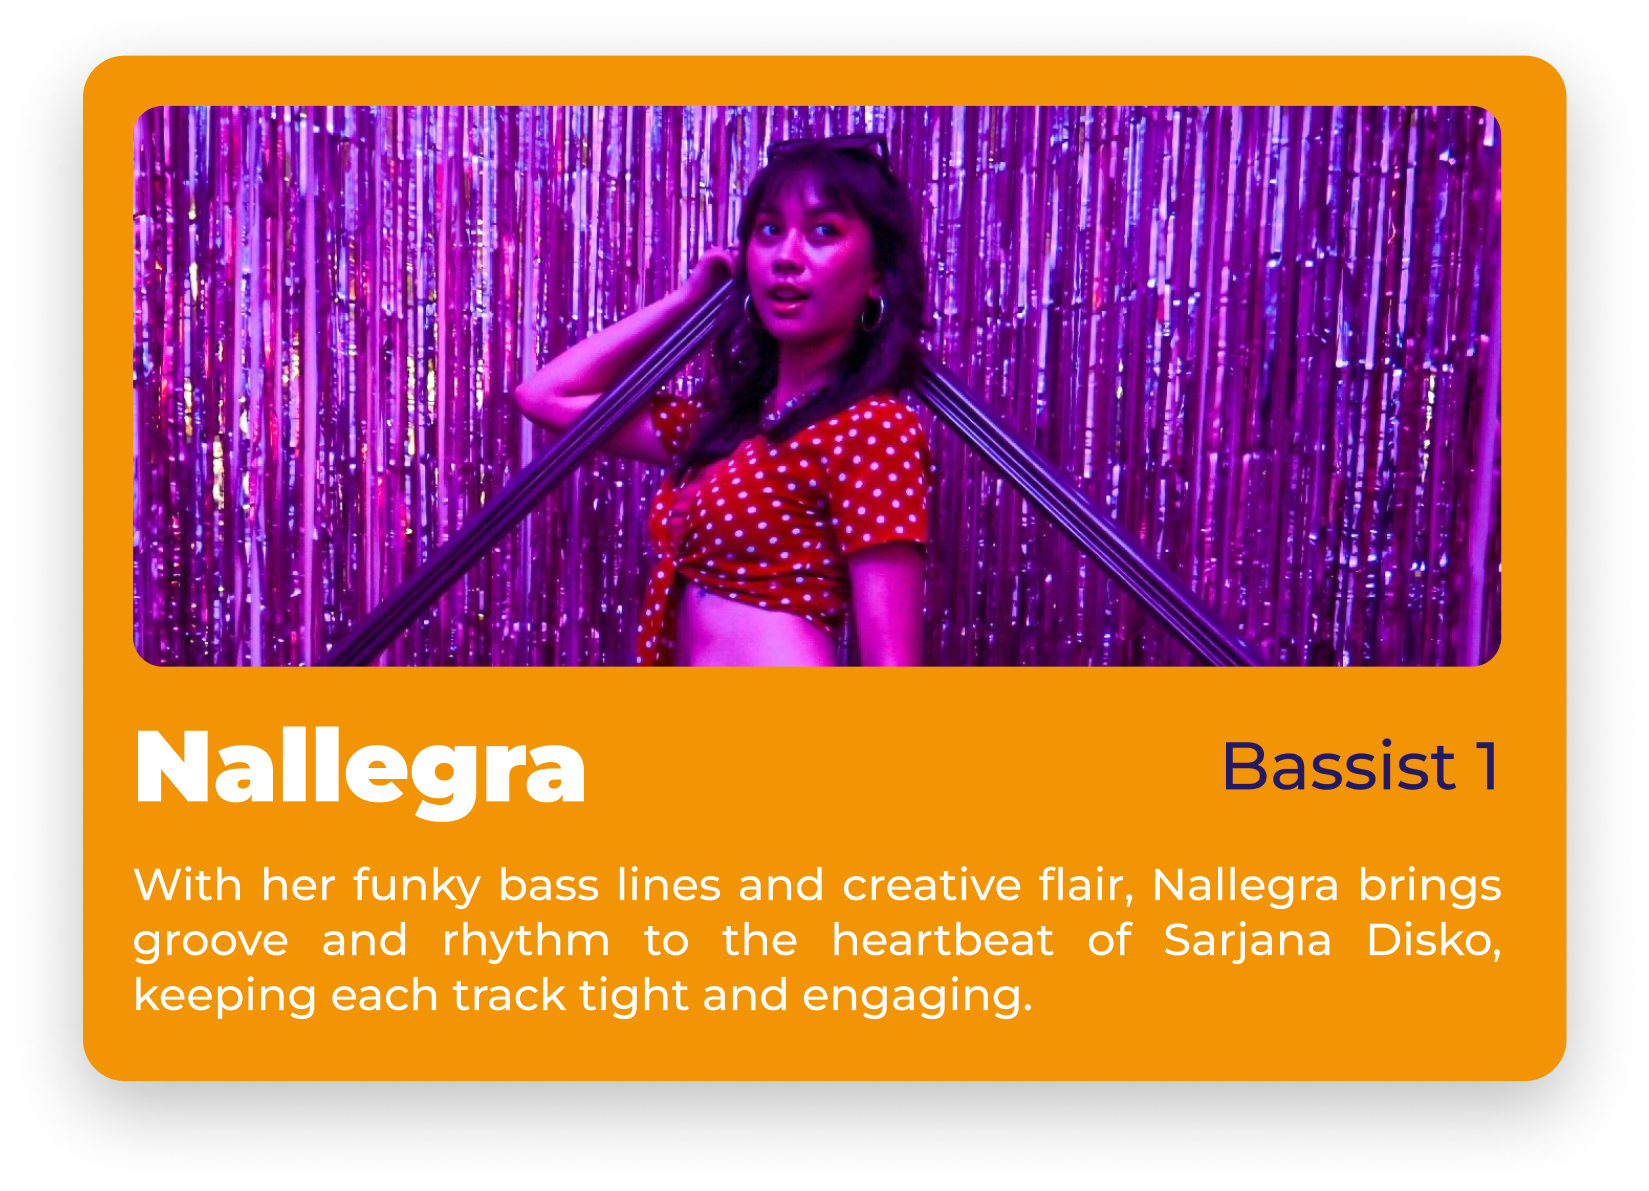 Nallegra
Bassist 1
With her funky bass lines and creative flair, Nallegra brings
groove and rhythm to the heartbeat of Sarjana Disko,
keeping each track tight and engaging.